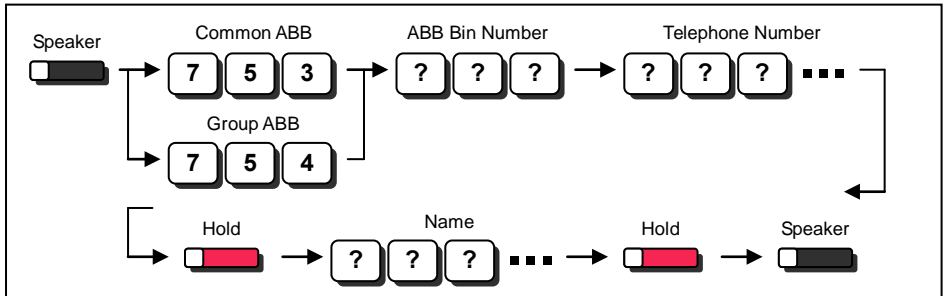 Speaker
Common ABB
ABB Bin Number
Telephone Number
7 5 3
? ? ?
? ? ?
Group ABB
7 5 4
Hold
Name
Hold
Speaker
? ? ?